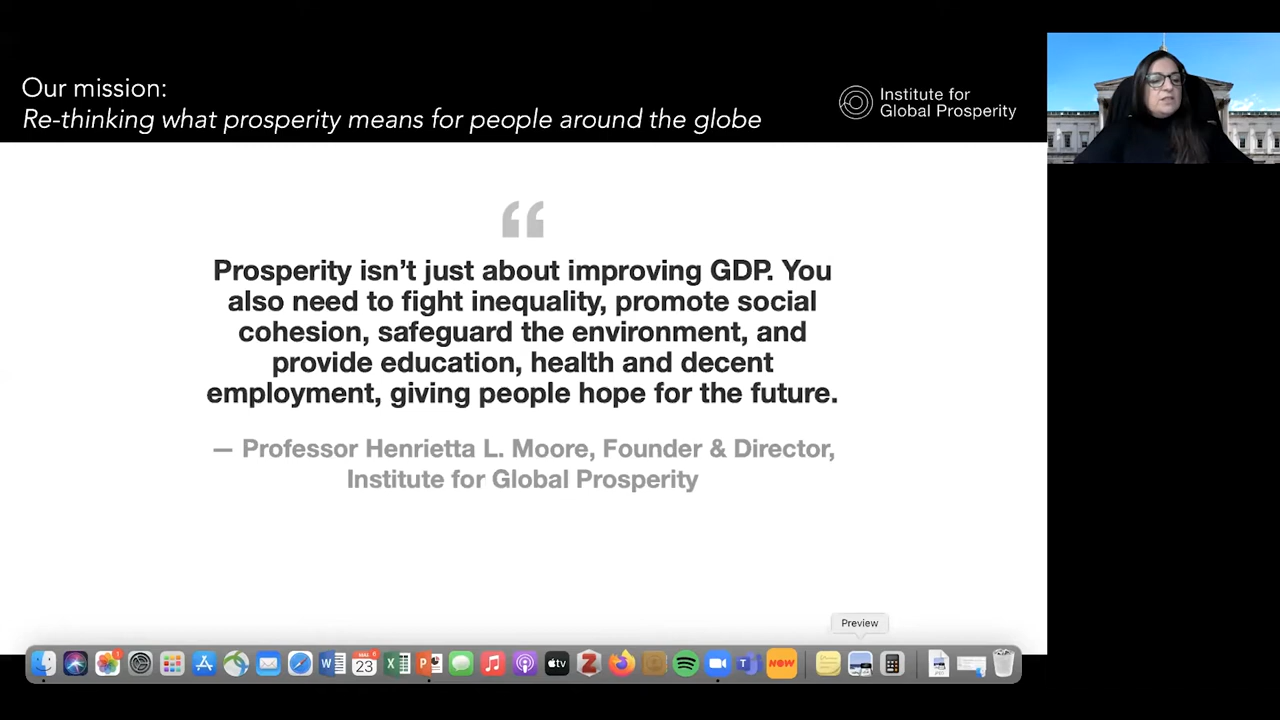 Our mission:
Re-thinking what prosperity means for people around the globe
Institute for
Global Prosperity
“
Prosperity isn’t just about improving GDP. You
also need to fight inequality, promote social
cohesion, safeguard the environment, and
provide education, health and decent
employment, giving people hope for the future.
— Professor Henrietta L. Moore, Founder & Director,
Institute for Global Prosperity
Preview
23
tv
NOW